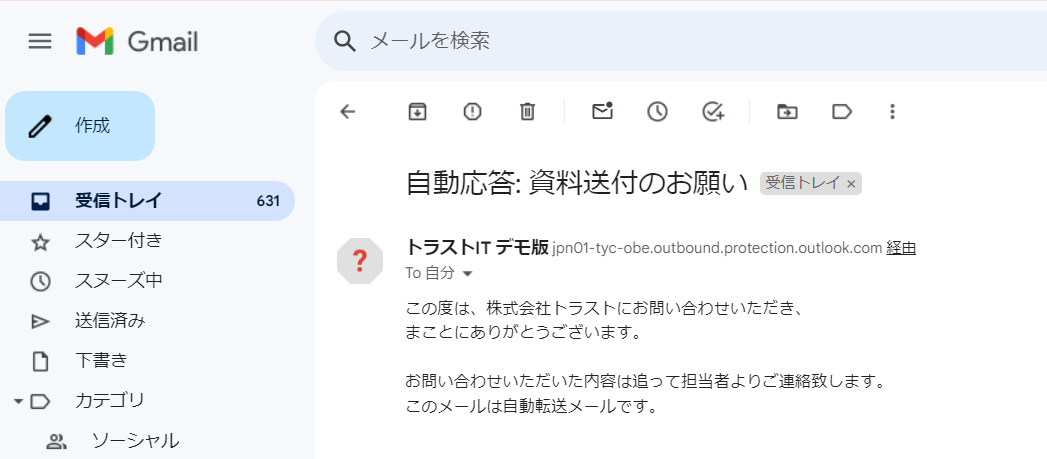 Gmail
メールを検索
作成
受信トレイ 631
スター付き
スヌーズ中
送信済み
下書き
カテゴリ
ソーシャル
自動応答: 資料送付のお願い 受信トレイ ×
?
トラストIT デモ版 jpn01-tyc-obe.outbound.protection.outlook.com 経由
To 自分
この度は、株式会社トラストにお問い合わせいただき、
まことにありがとうございます。
お問い合わせいただいた内容は追って担当者よりご連絡致します。
このメールは自動転送メールです。